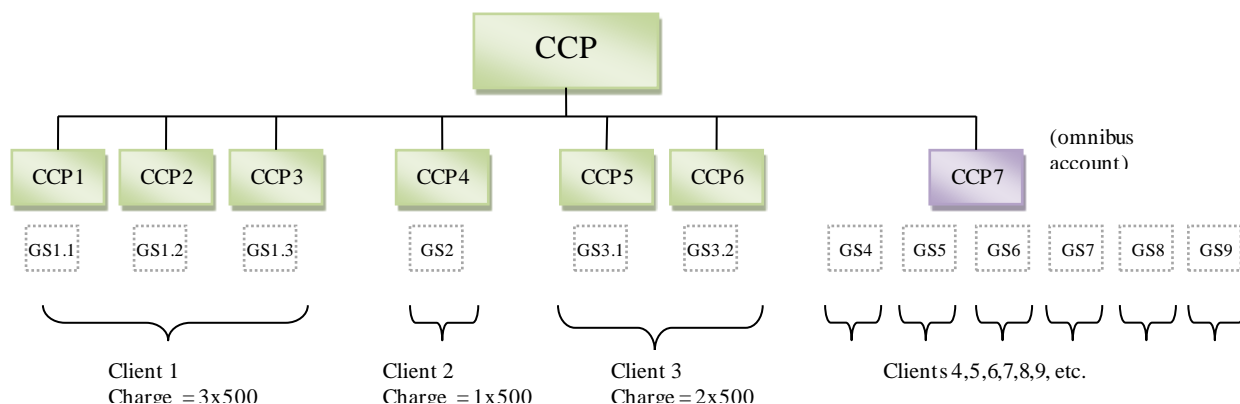 CCP
(omnibus
account)
CCP1 CCP2 CCP3 CCP4 CCP5 CCP6 CCP7
GS1.1 GS1.2 GS1.3 GS2 GS3.1 GS3.2 GS4 GS5 GS6 GS7 GS8 GS9
Client 1 Client 2 Client 3 Clients 4,5,6,7,8,9, etc.
Charge = 3x500 Charge = 1x500 Charge = 2x500